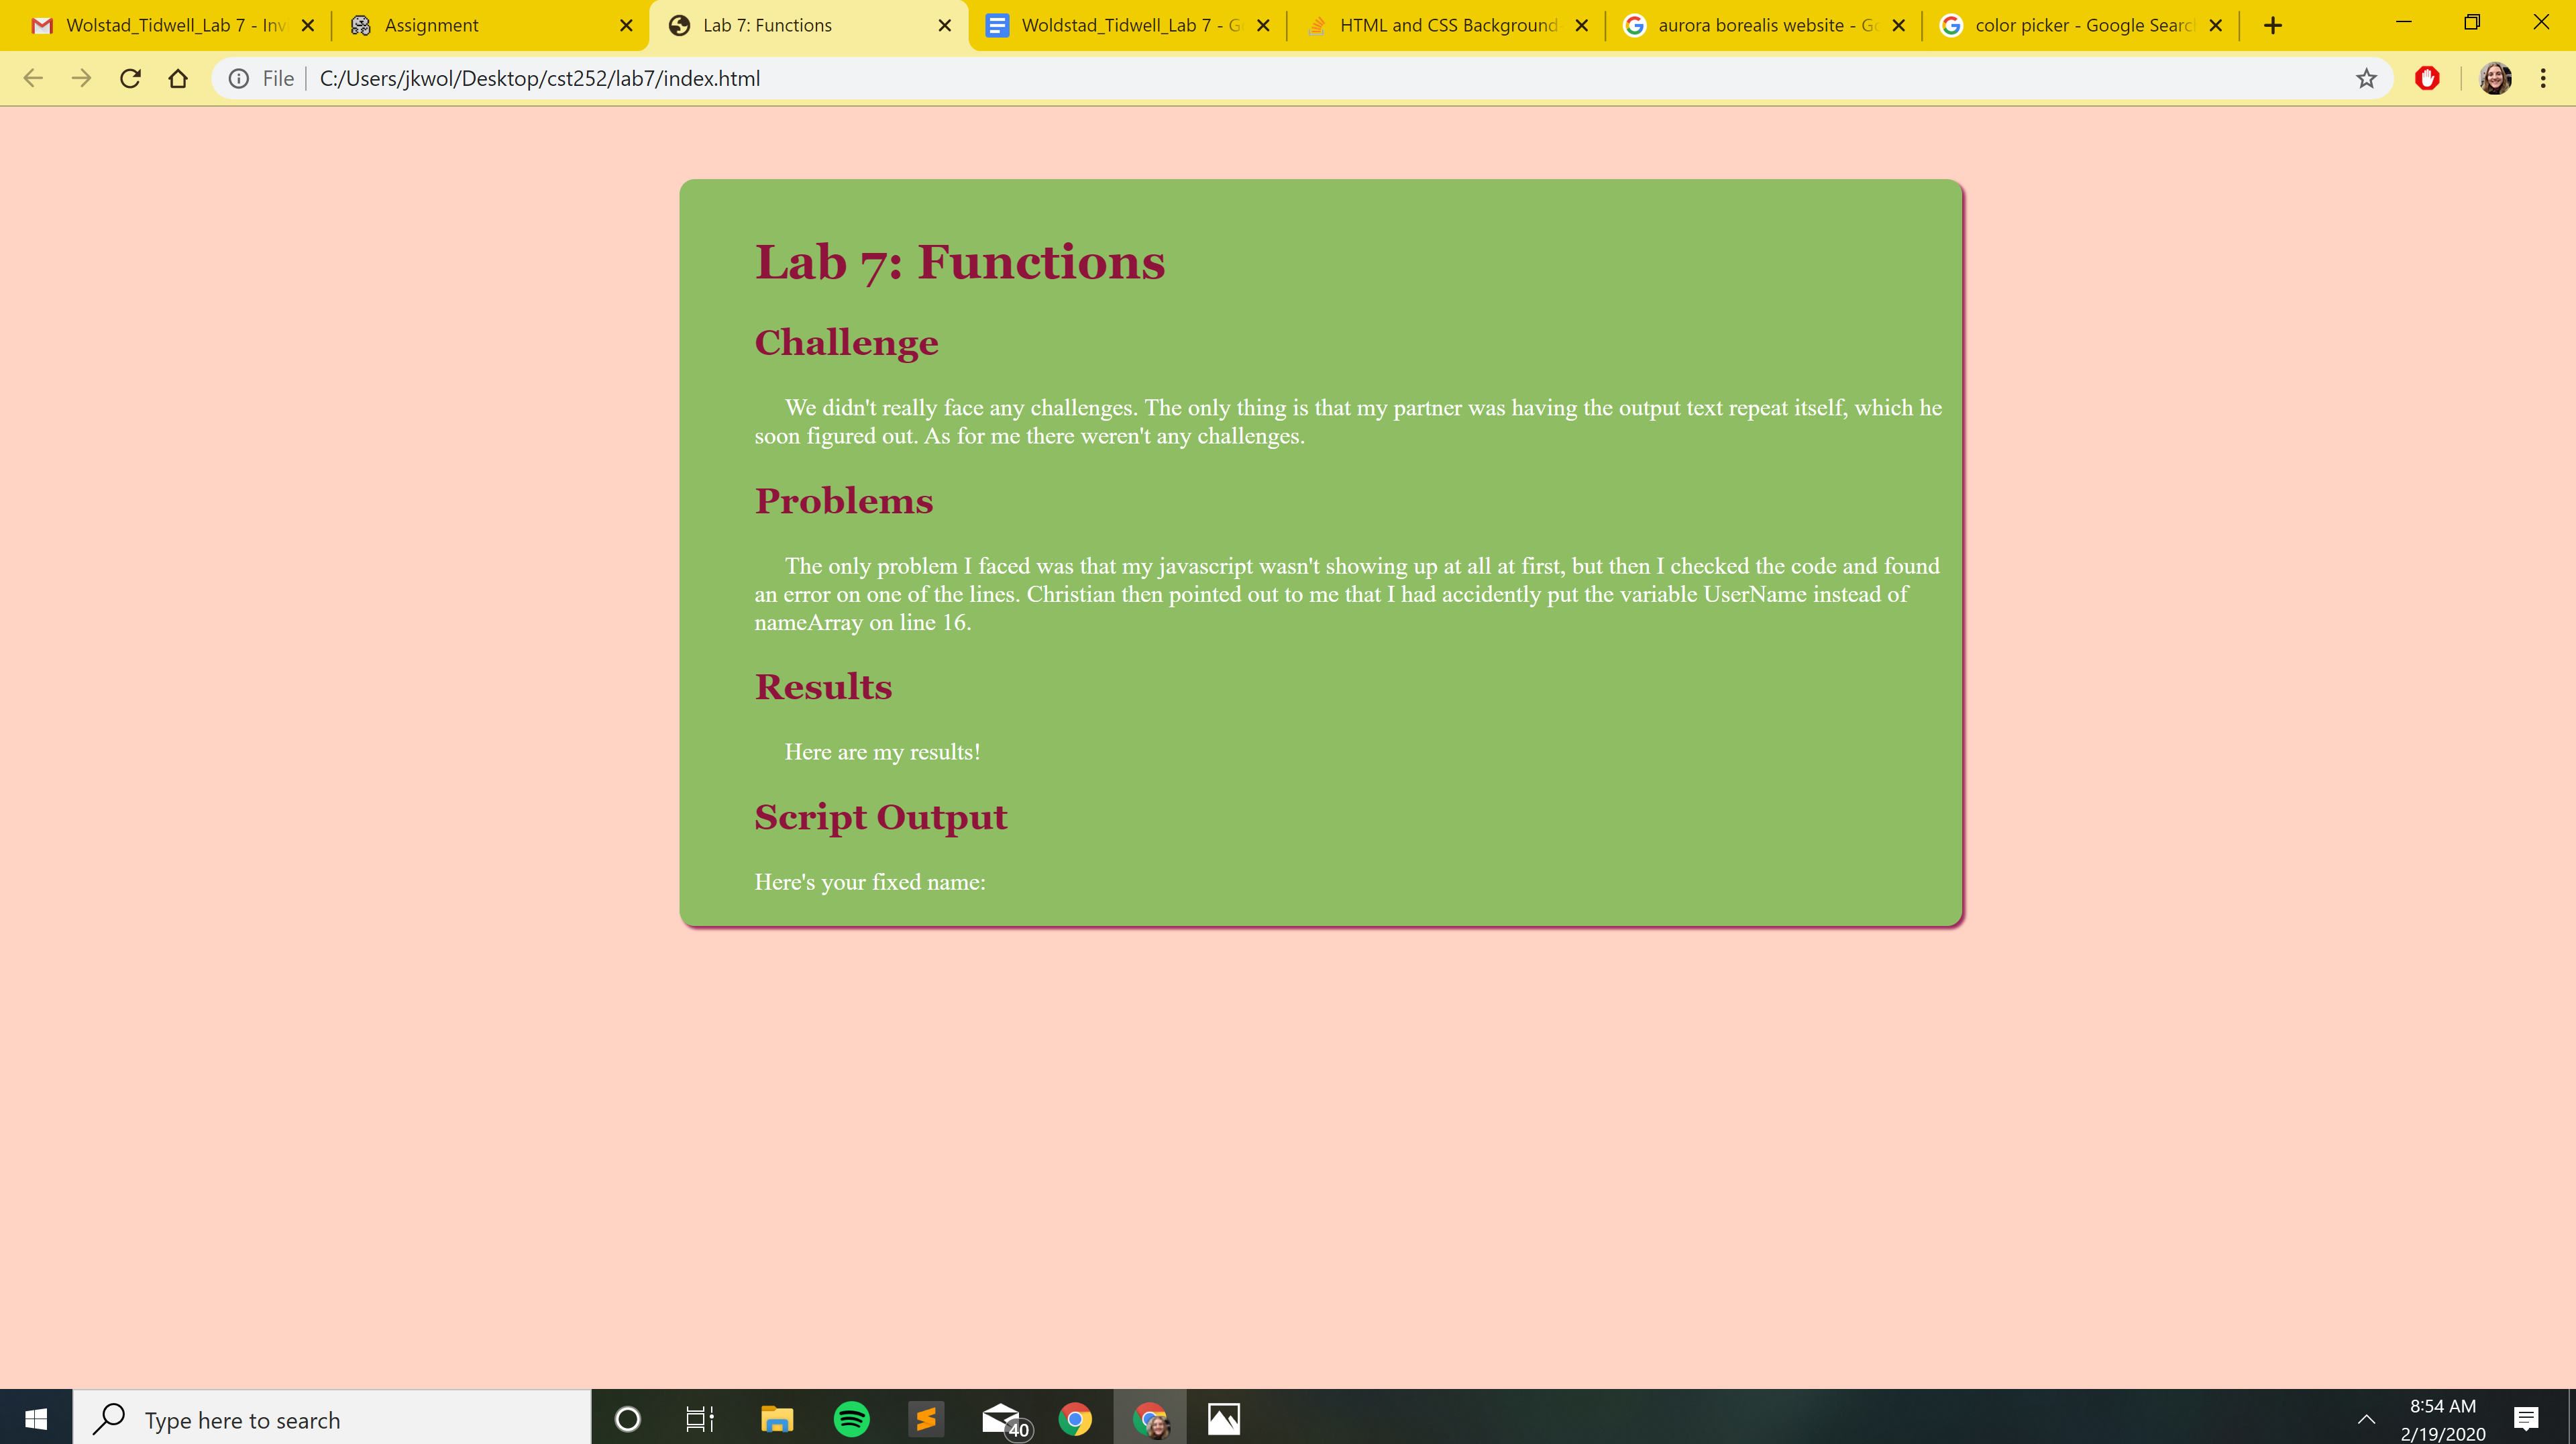 Wolstad_Tidwell_Lab 7 - Inv
Assignment
Lab 7: Functions
Woldstad_Tidwell_Lab 7 - G
HTML and CSS Background-
aurora borealis website - Go
color picker - Google Search
File
C:/Users/jkwol/Desktop/cst252/lab7/index.html
Lab 7: Functions
Challenge
We didn't really face any challenges. The only thing is that my partner was having the output text repeat itself, which he
soon figured out. As for me there weren't any challenges.
Problems
The only problem I faced was that my javascript wasn't showing up at all at first, but then I checked the code and found
an error on one of the lines. Christian then pointed out to me that I had accidently put the variable UserName instead of
nameArray on line 16.
Results
Here are my results!
Script Output
Here's your fixed name:
Type here to search
40
8:54 AM
2/19/2020